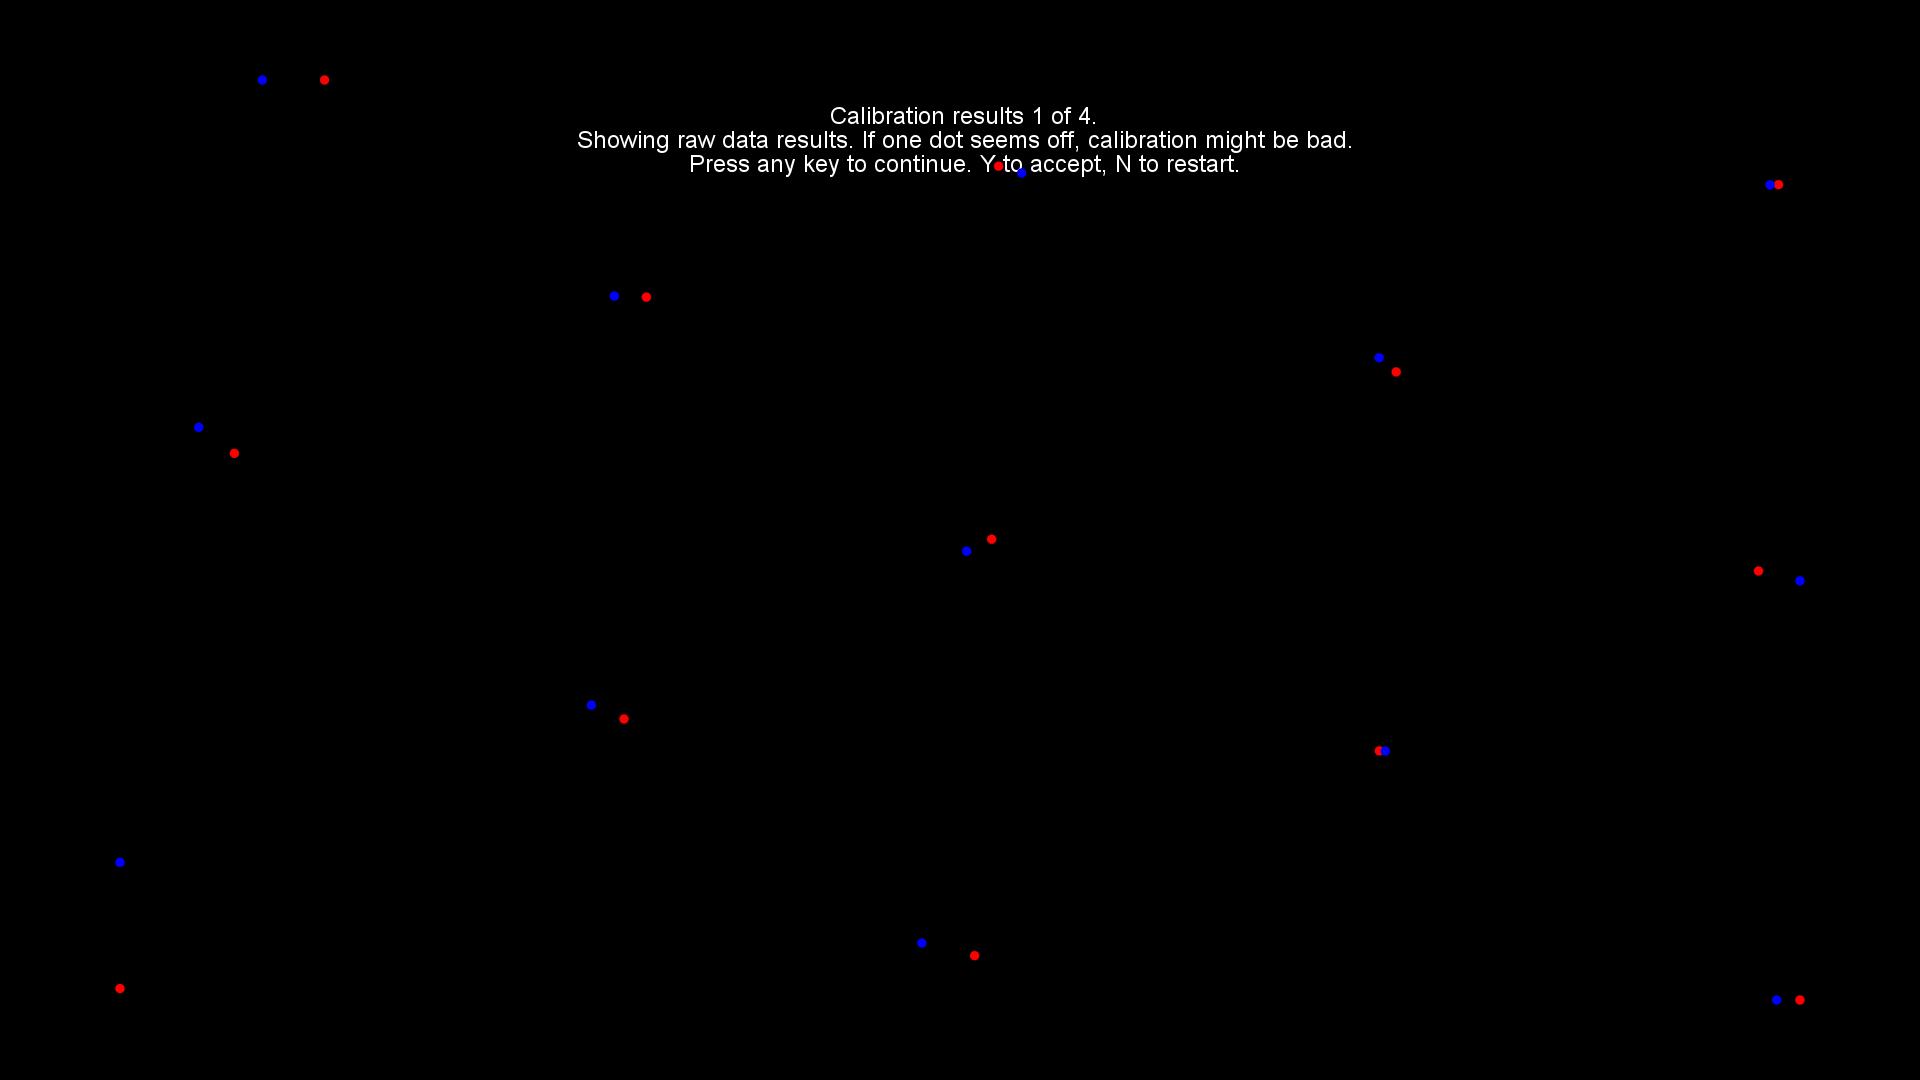 Calibration results 1 of 4.
Showing raw data results. If one dot seems off, calibration might be bad.
Press any key to continue. Y to accept, N to restart.